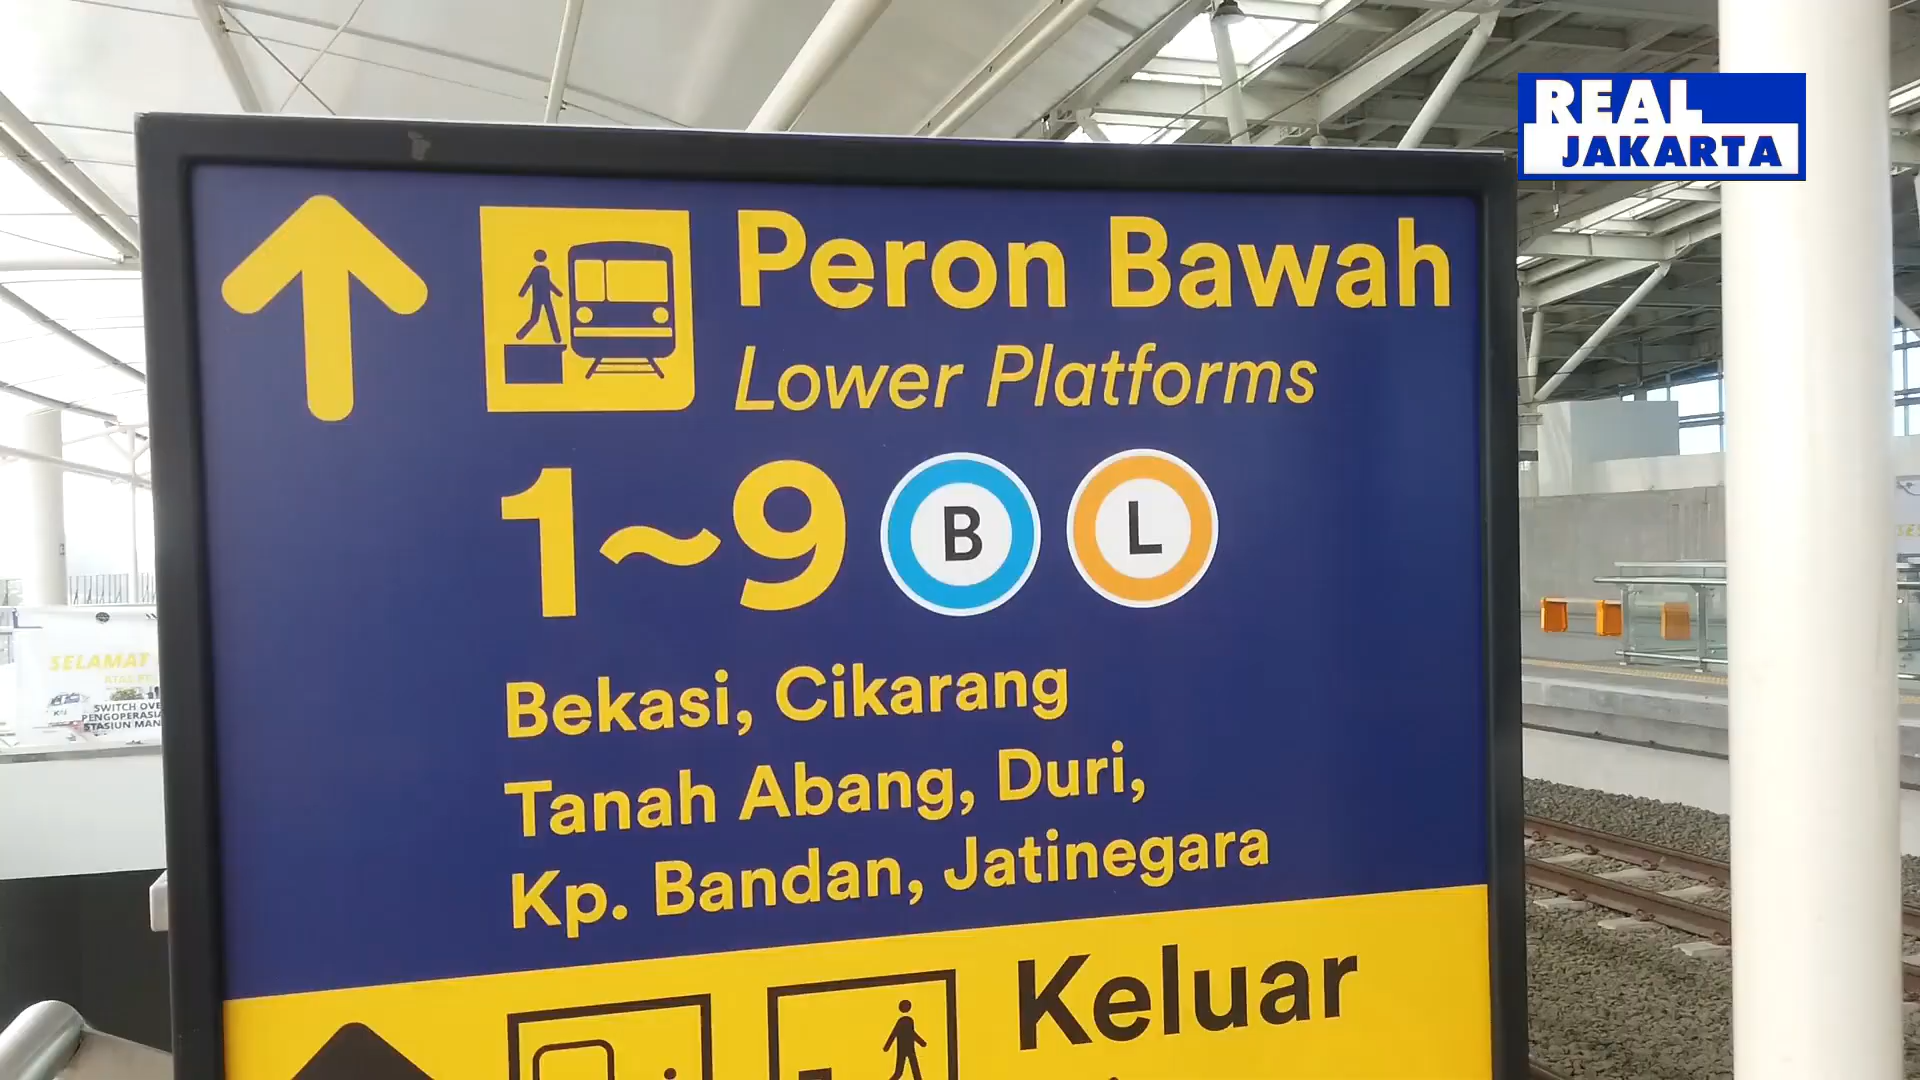 REAL
JAKARTA
Peron Bawah
Lower Platforms
1~9 B L
Bekasi, Cikarang
Tanah Abang, Duri,
Kp. Bandan, Jatinegara
Keluar
SELAMAT
SWITCH OVE
PENGOPERASIA
STASIUN MAN